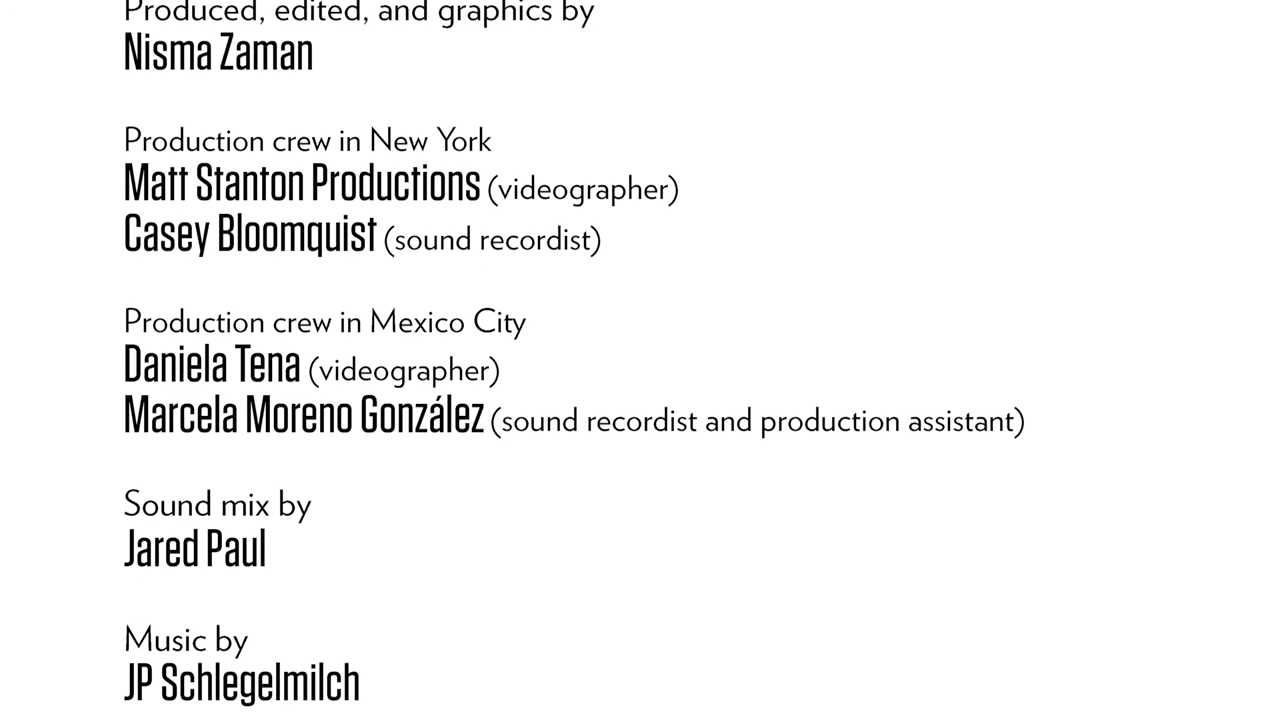 Produced, edited, and graphics by
Nisma Zaman
Production crew in New York
Matt Stanton Productions (videographer)
Casey Bloomquist (sound recordist)
Production crew in Mexico City
Daniela Tena (videographer)
Marcela Moreno González (sound recordist and production assistant)
Sound mix by
Jared Paul
Music by
JP Schlegelmilch